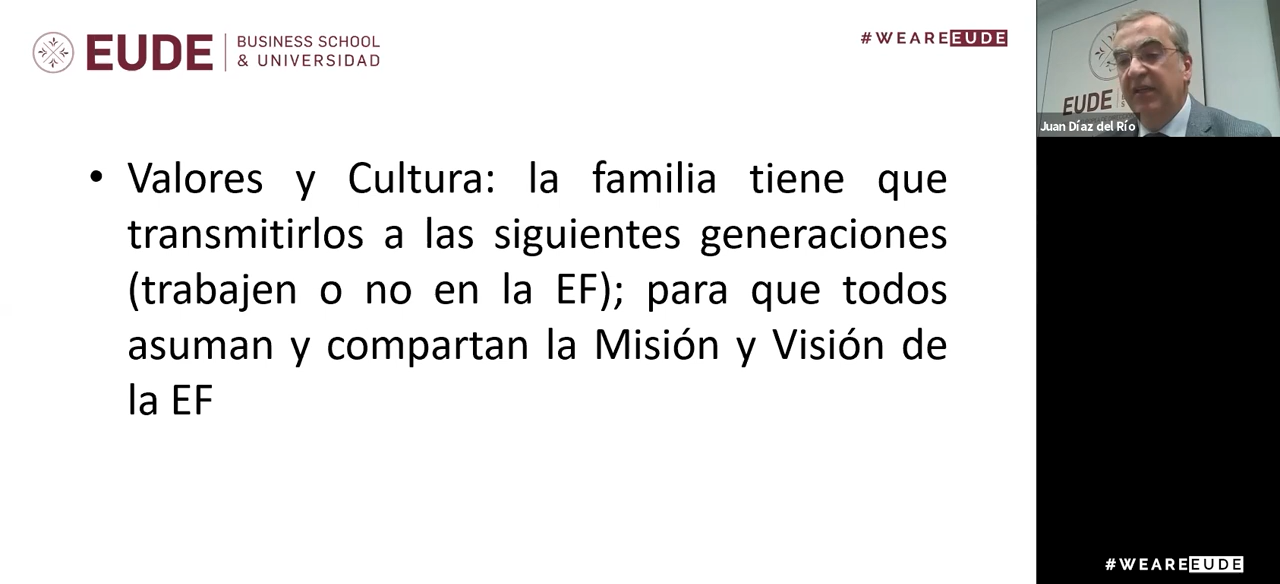 EUDE
BUSINESS SCHOOL
& UNIVERSIDAD
#WEAREEUDE
• Valores y Cultura: la familia tiene que
transmitirlos a las siguientes generaciones
(trabajen o no en la EF); para que todos
asuman y compartan la Misión y Visión de
la EF
EUDE
Juan Díaz del Río
#WEAREEUDE